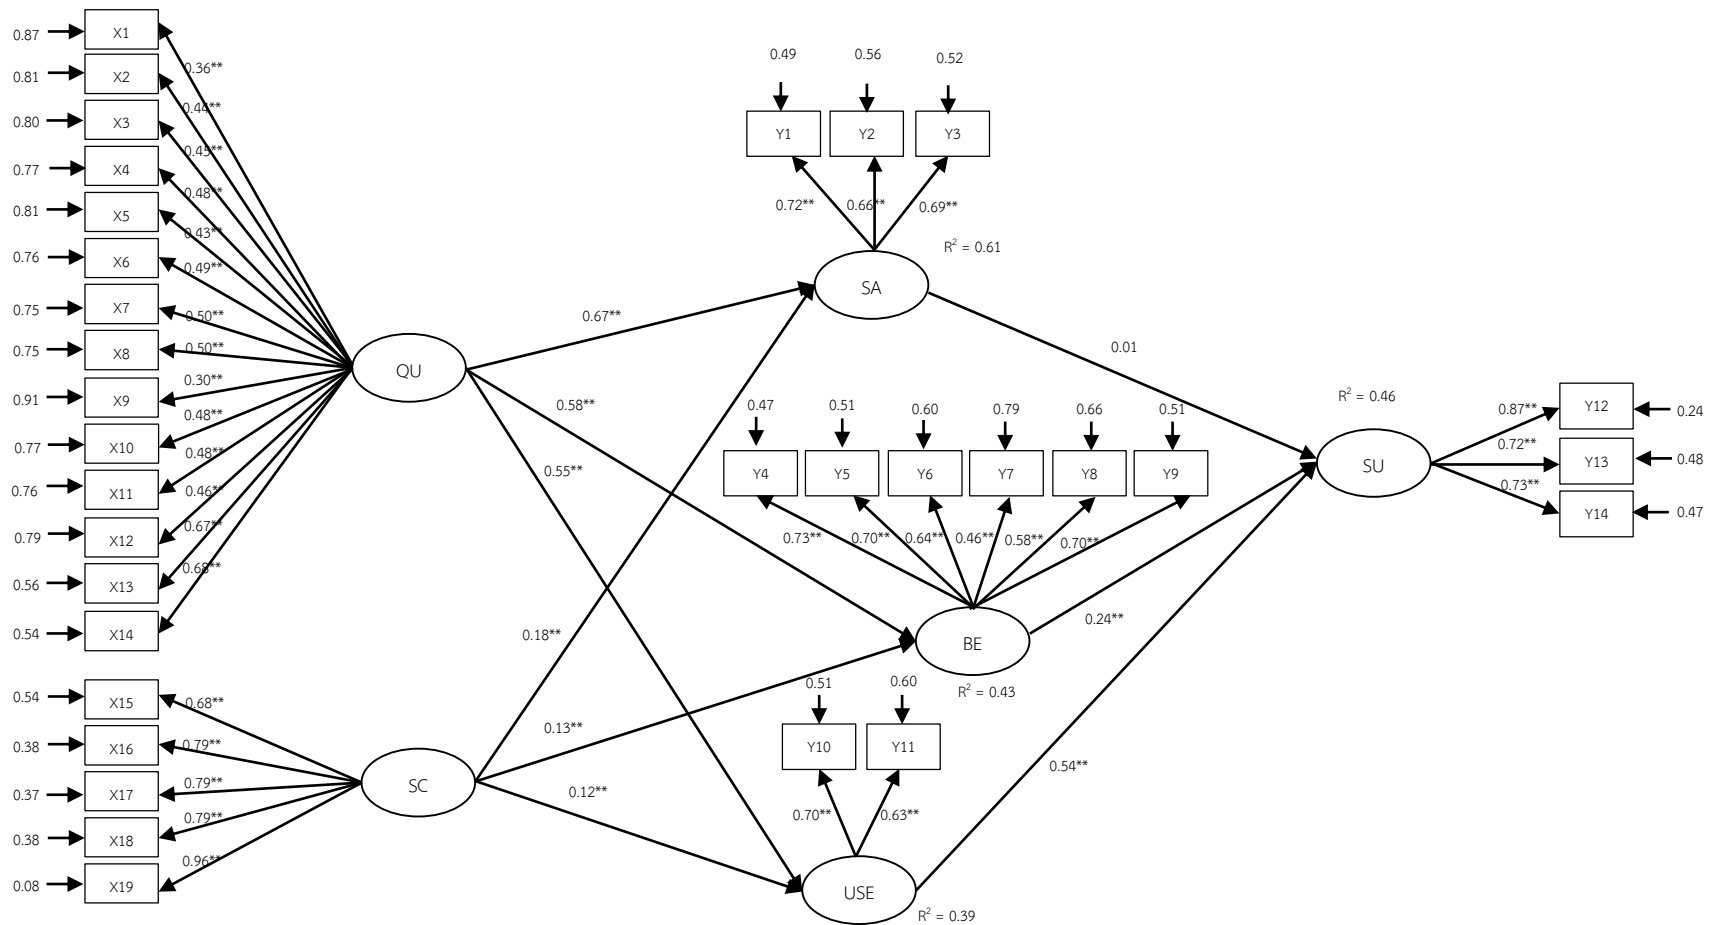 0.87 X1
0.36**
0.81 X2
0.44**
0.80 X3
0.45**
0.77 X4
0.48**
0.81 X5
0.43**
0.76 X6
0.49**
0.75 X7
0.50**
0.75 X8
0.50**
0.91 X9
0.30**
0.77 X10
0.48**
0.76 X11
0.48**
0.79 X12
0.46**
0.56 X13
0.67**
0.54 X14
0.68**
QU
0.54 X15
0.68**
0.38 X16
0.79**
0.37 X17
0.79**
0.38 X18
0.79**
0.08 X19
0.96**
SC
0.67**
0.58**
0.55**
0.18**
0.13**
0.12**
0.49 0.56 0.52
Y1 Y2 Y3
0.72** 0.66** 0.69**
R² = 0.61
SA
0.01
0.47 0.51 0.60 0.79 0.66 0.51
Y4 Y5 Y6 Y7 Y8 Y9
0.73** 0.70** 0.64** 0.46** 0.58** 0.70**
BE
R² = 0.43
0.24**
0.51 0.60
Y10 Y11
0.70** 0.63**
USE
R² = 0.39
0.54**
R² = 0.46
SU
0.87** Y12 0.24
0.72** Y13 0.48
0.73** Y14 0.47